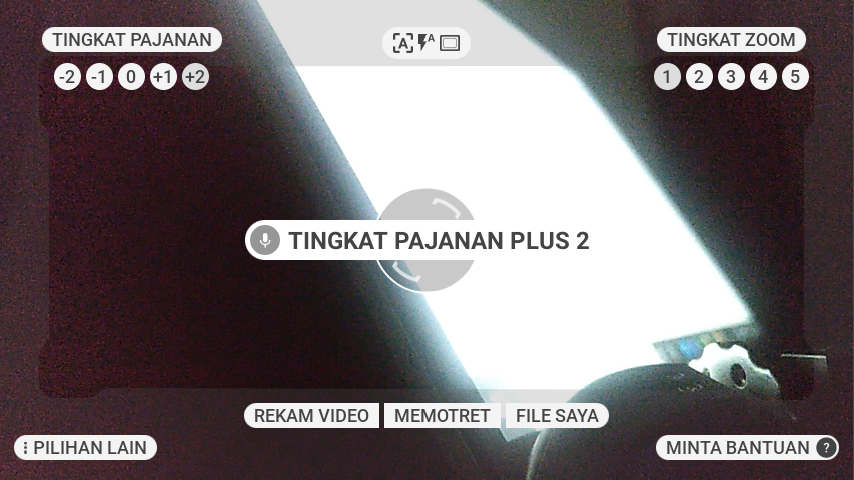 TINGKAT PAJANAN
-2 -1 0 +1 +2
A A
TINGKAT ZOOM
1 2 3 4 5
TINGKAT PAJANAN PLUS 2
REKAM VIDEO MEMOTRET FILE SAYA
PILIHAN LAIN
MINTA BANTUAN ?